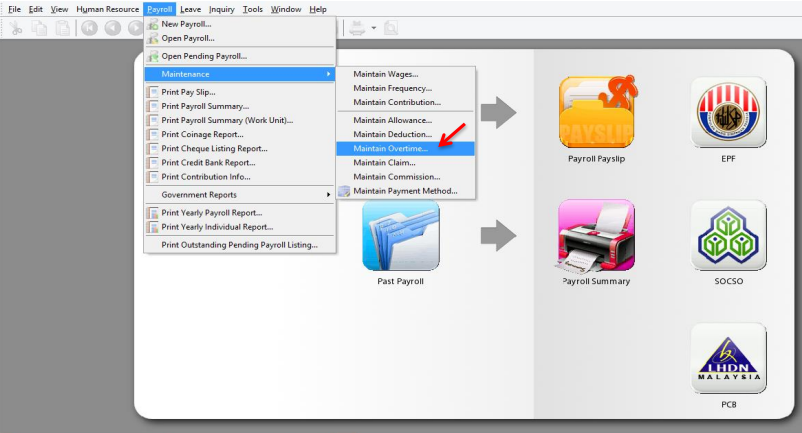 File Edit View Human Resource Payroll Leave Inquiry Tools Window Help
New Payroll...
Open Payroll...
Open Pending Payroll...
Maintenance
Print Pay Slip...
Print Payroll Summary...
Print Payroll Summary (Work Unit)...
Print Coinage Report...
Print Cheque Listing Report...
Print Credit Bank Report...
Print Contribution Info...
Government Reports
Print Yearly Payroll Report...
Print Yearly Individual Report...
Print Outstanding Pending Payroll Listing...
Maintain Wages...
Maintain Frequency...
Maintain Contribution...
Maintain Allowance...
Maintain Deduction...
Maintain Overtime...
Maintain Claim...
Maintain Commission...
Maintain Payment Method...
PAYSLIP
Payroll Payslip
EPF
Past Payroll
Payroll Summary
SOCSO
LHDN
MALAYSIA
PCB